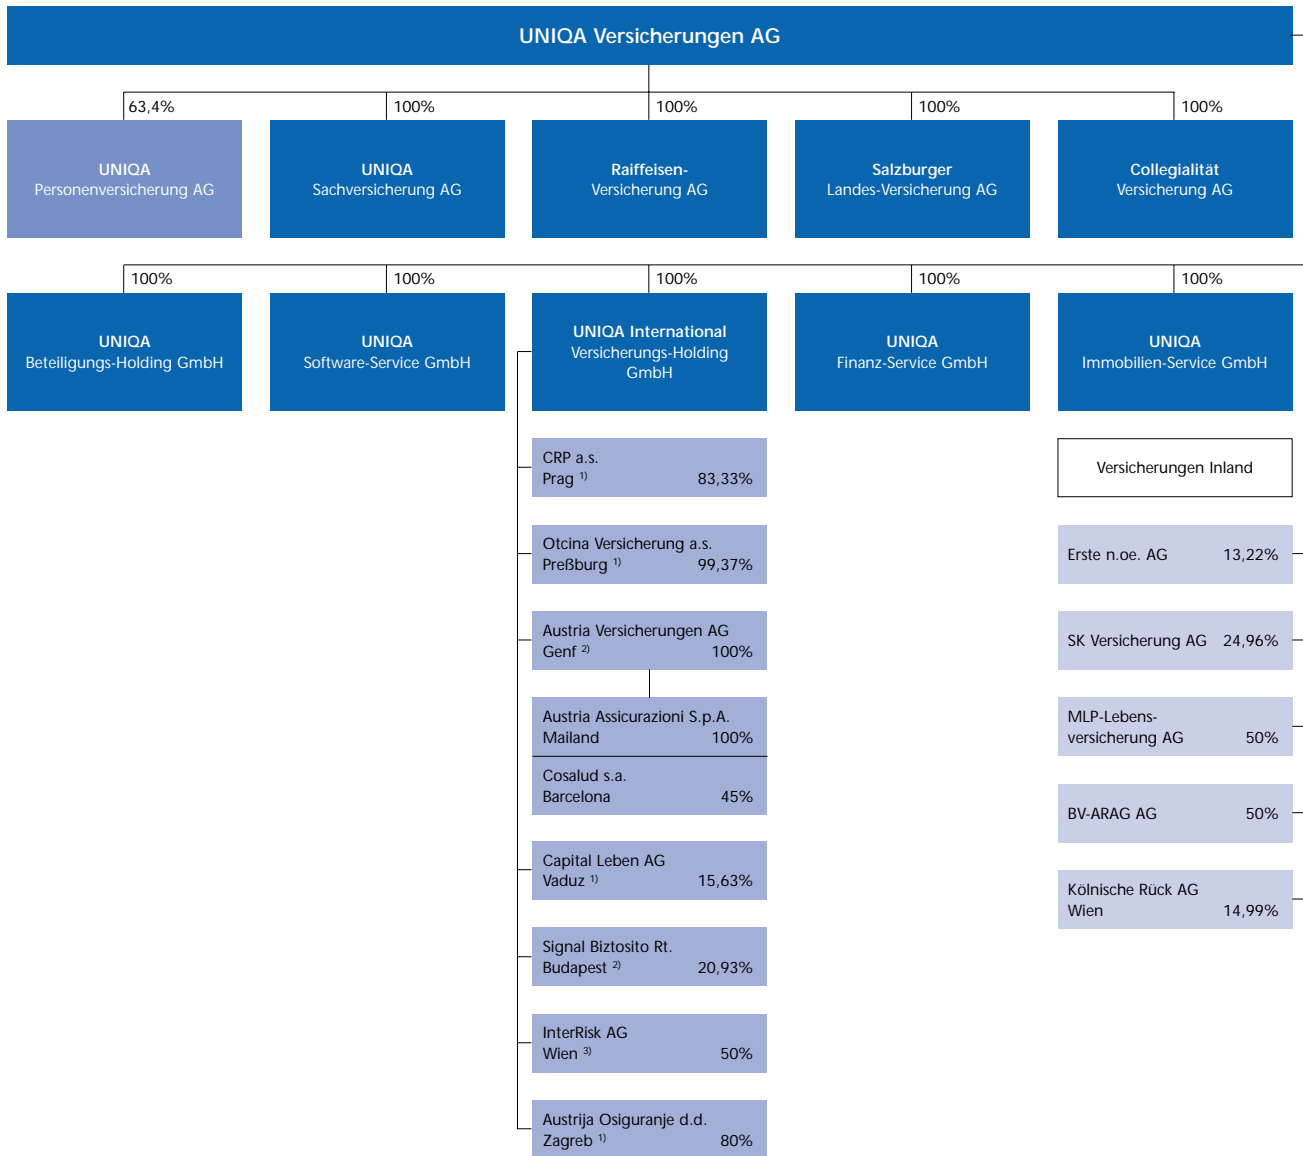 UNIQA Versicherungen AG
63,4%
100%
100%
100%
100%
UNIQA
Personenversicherung AG
UNIQA
Sachversicherung AG
Raiffeisen-
Versicherung AG
Salzburger
Landes-Versicherung AG
Collegialität
Versicherung AG
100%
100%
100%
100%
100%
UNIQA
Beteiligungs-Holding GmbH
UNIQA
Software-Service GmbH
UNIQA International
Versicherungs-Holding
GmbH
UNIQA
Finanz-Service GmbH
UNIQA
Immobilien-Service GmbH
CRP a.s.
Prag 1) 83,33%
Otcina Versicherung a.s.
Preßburg 1) 99,37%
Austria Versicherungen AG
Genf 2) 100%
Austria Assicurazioni S.p.A.
Mailand 100%
Cosalud s.a.
Barcelona 45%
Capital Leben AG
Vaduz 1) 15,63%
Signal Biztosito Rt.
Budapest 2) 20,93%
InterRisk AG
Wien 3) 50%
Austrija Osiguranje d.d.
Zagreb 1) 80%
Versicherungen Inland
Erste n.oe. AG 13,22%
SK Versicherung AG 24,96%
MLP-Lebens-
versicherung AG 50%
BV-ARAG AG 50%
Kölnische Rück AG
Wien 14,99%